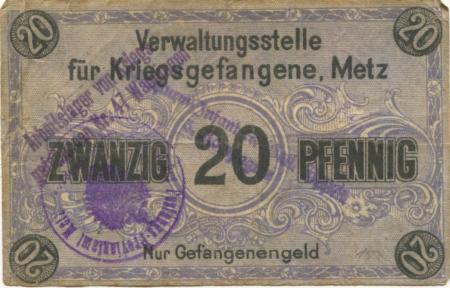 20 20
Verwaltungsstelle
für Kriegsgefangene, Metz
ZWANZIG 20 PFENNIG
Nur Gefangenengeld
20 20